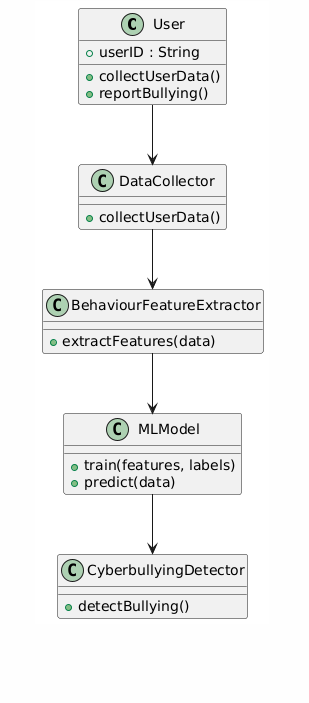 C User
userID : String
collectUserData()
reportBullying()
C DataCollector
collectUserData()
C BehaviourFeatureExtractor
extractFeatures(data)
C MLModel
train(features, labels)
predict(data)
C CyberbullyingDetector
detectBullying()